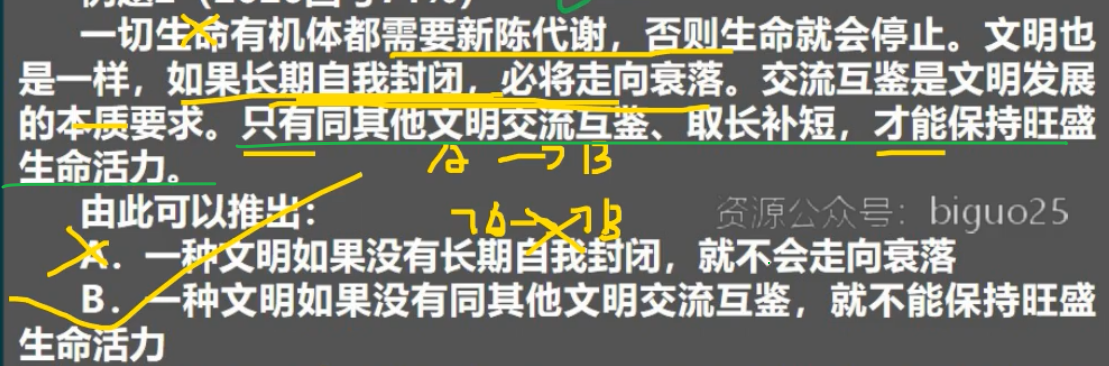 一切生命有机体都需要新陈代谢，否则生命就会停止。文明也
是一样，如果长期自我封闭，必将走向衰落。交流互鉴是文明发展
的本质要求。只有同其他文明交流互鉴、取长补短，才能保持旺盛
生命活力。
A → B
由此可以推出：
资源公众号：biguo25
A．一种文明如果没有长期自我封闭，就不会走向衰落
B．一种文明如果没有同其他文明交流互鉴，就不能保持旺盛
生命活力